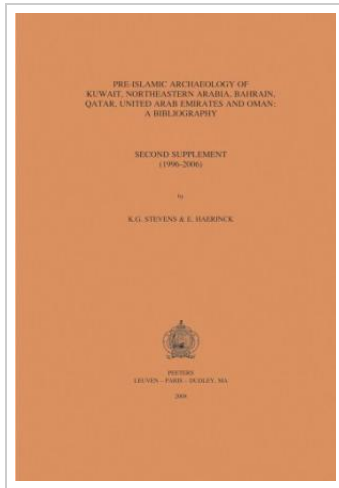 PRE-ISLAMIC ARCHAEOLOGY OF
KUWAIT, NORTHEASTERN ARABIA, BAHRAIN,
QATAR, UNITED ARAB EMIRATES AND OMAN:
A BIBLIOGRAPHY
SECOND SUPPLEMENT
(1996-2006)
by
K.G. STEVENS & E. HAERINCK
PEETERS
LEUVEN – PARIS – DUDLEY, MA
2008